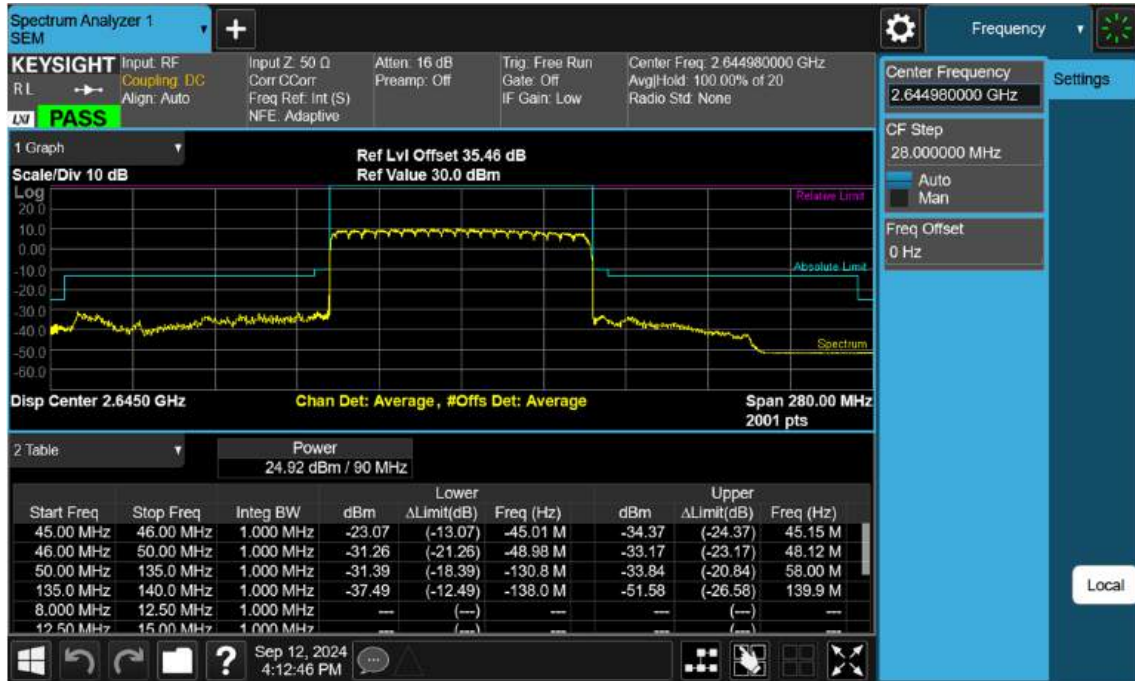 Spectrum Analyzer 1
SEM
Frequency
KEYSIGHT Input: RF
R L Coupling: DC
Align: Auto
LXI PASS
Input Z: 50 Ω
Corr CCorr
Freq Ref: Int (S)
NFE: Adaptive
Atten: 16 dB
Preamp: Off
Trig: Free Run
Gate: Off
IF Gain: Low
Center Freq: 2.644980000 GHz
Avg|Hold: 100.00% of 20
Radio Std: None
Center Frequency
2.644980000 GHz
Settings
CF Step
28.000000 MHz
Auto
Man
Freq Offset
0 Hz
1 Graph
Scale/Div 10 dB
Ref Lvl Offset 35.46 dB
Ref Value 30.0 dBm
Log
20.0
10.0
0.00
-10.0
-20.0
-30.0
-40.0
-50.0
-60.0
Relative Limit
Absolute Limit
Spectrum
Disp Center 2.6450 GHz
Chan Det: Average, #Offs Det: Average
Span 280.00 MHz
2001 pts
2 Table
Power
24.92 dBm / 90 MHz
Lower Upper
Start Freq Stop Freq Integ BW dBm ΔLimit(dB) Freq (Hz) dBm ΔLimit(dB) Freq (Hz)
45.00 MHz 46.00 MHz 1.000 MHz -23.07 (-13.07) -45.01 M -34.37 (-24.37) 45.15 M
46.00 MHz 50.00 MHz 1.000 MHz -31.26 (-21.26) -48.98 M -33.17 (-23.17) 48.12 M
50.00 MHz 135.0 MHz 1.000 MHz -31.39 (-18.39) -130.8 M -33.84 (-20.84) 58.00 M
135.0 MHz 140.0 MHz 1.000 MHz -37.49 (-12.49) -138.0 M -51.58 (-26.58) 139.9 M
8.000 MHz 12.50 MHz 1.000 MHz --- (---) --- --- (---) ---
12.50 MHz 15.00 MHz 1.000 MHz --- (---) --- --- (---) ---
Local
?
Sep 12, 2024
4:12:46 PM